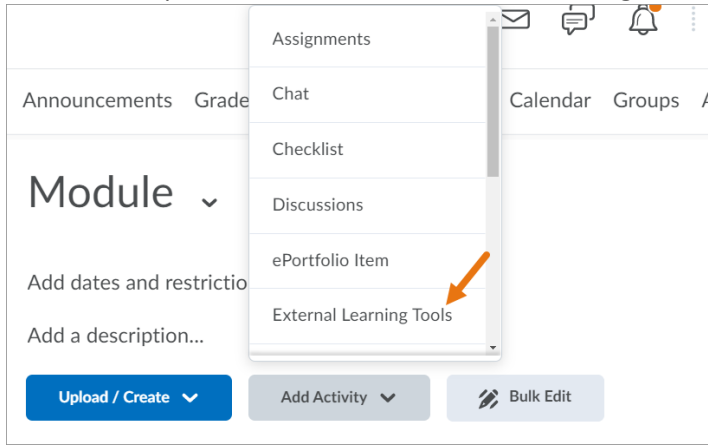 Assignments
Announcements Grade
Chat
Calendar Groups
Checklist
Module
Discussions
ePortfolio Item
Add dates and restrictio
External Learning Tools
Add a description...
Upload / Create
Add Activity
Bulk Edit